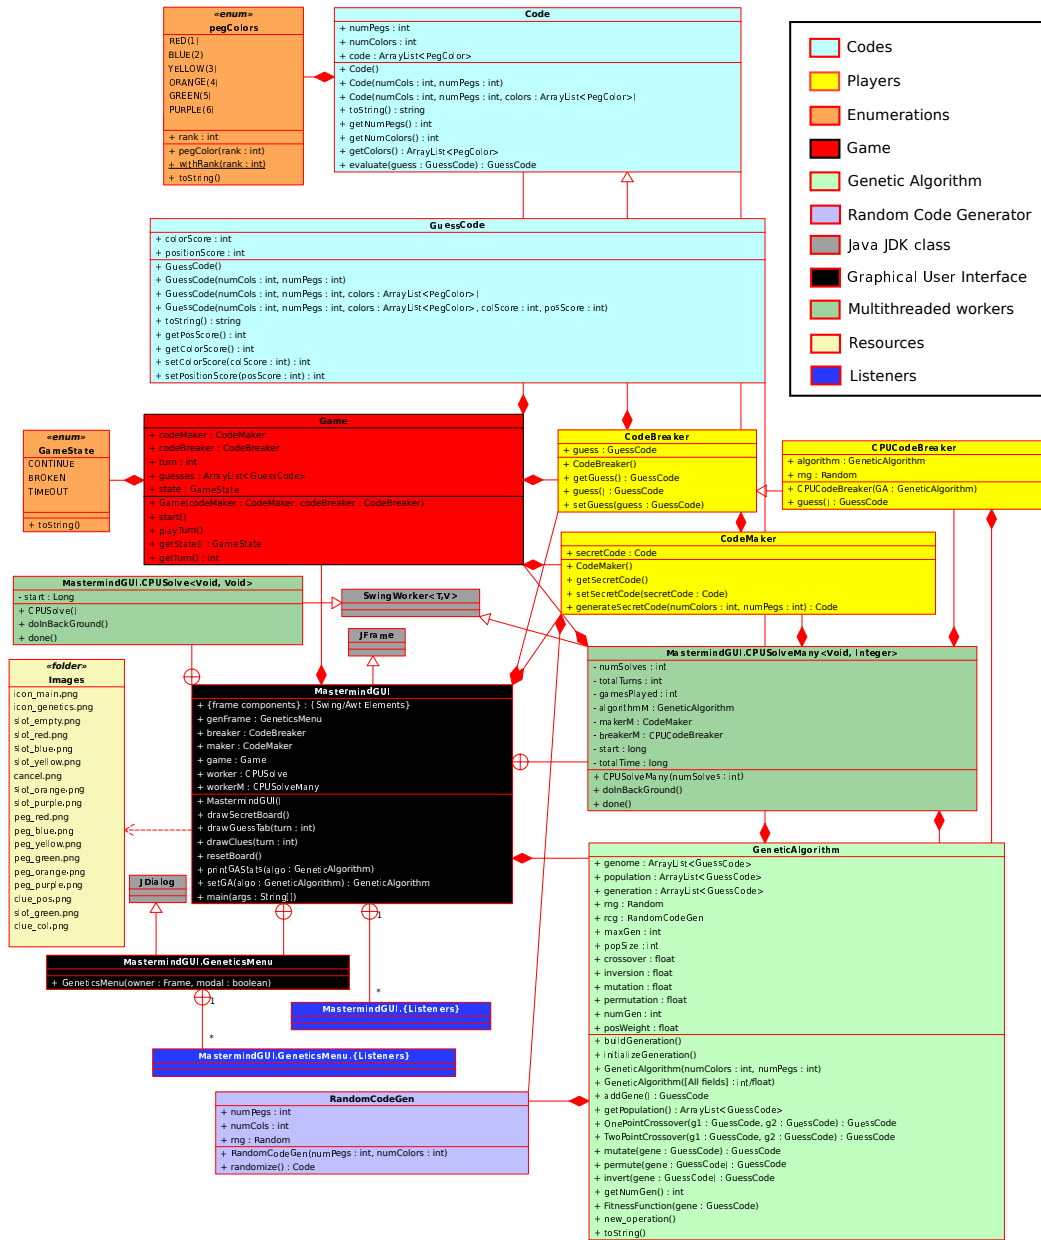 «enum»
pegColors
RED(1)
BLUE(2)
YELLOW(3)
ORANGE(4)
GREEN(5)
PURPLE(6)
+ rank : int
+ pegColor(rank : int)
+ withRank(rank : int)
+ toString()
Code
+ numPegs : int
+ numColors : int
+ code : ArrayList<PegColor>
+ Code()
+ Code(numCols : int, numPegs : int)
+ Code(numCols : int, numPegs : int, colors : ArrayList<PegColor>)
+ toString() : string
+ getNumPegs() : int
+ getNumColors() : int
+ getColors() : ArrayList<PegColor>
+ evaluate(guess : GuessCode) : GuessCode
Codes
Players
Enumerations
Game
Genetic Algorithm
Random Code Generator
Java JDK class
Graphical User Interface
Multithreaded workers
Resources
Listeners
GuessCode
+ colorScore : int
+ positionScore : int
+ GuessCode()
+ GuessCode(numCols : int, numPegs : int)
+ GuessCode(numCols : int, numPegs : int, colors : ArrayList<PegColor>)
+ GuessCode(numCols : int, numPegs : int, colors : ArrayList<PegColor>, colScore : int, posScore : int)
+ toString() : string
+ getPosScore() : int
+ getColorScore() : int
+ setColorScore(colScore : int) : int
+ setPositionScore(posScore : int) : int
«enum»
GameState
CONTINUE
BROKEN
TIMEOUT
+ toString()
Game
+ codeMaker : CodeMaker
+ codeBreaker : CodeBreaker
+ turn : int
+ guesses : ArrayList<GuessCode>
+ state : GameState
+ Game(codeMaker : CodeMaker, codeBreaker : CodeBreaker)
+ start()
+ playTurn()
+ getState() : GameState
+ getTurn() : int
CodeBreaker
+ guess : GuessCode
+ CodeBreaker()
+ getGuess() : GuessCode
+ guess() : GuessCode
+ setGuess(guess : GuessCode)
CPUCodeBreaker
+ algorithm : GeneticAlgorithm
+ rng : Random
+ CPUCodeBreaker(GA : GeneticAlgorithm)
+ guess() : GuessCode
CodeMaker
+ secretCode : Code
+ CodeMaker()
+ getSecretCode()
+ setSecretCode(secretCode : Code)
+ generateSecretCode(numColors : int, numPegs : int) : Code
MastermindGUI.CPUSolve<Void, Void>
- start : Long
+ CPUSolve()
+ doInBackGround()
+ done()
SwingWorker<T,V>
JFrame
MastermindGUI.CPUSolveMany<Void, Integer>
- numSolves : int
- totalTurns : int
- gamesPlayed : int
- algorithmM : GeneticAlgorithm
- makerM : CodeMaker
- breakerM : CPUCodeBreaker
- start : long
- totalTime : long
+ CPUSolveMany(numSolves : int)
+ doInBackGround()
+ done()
«folder»
Images
icon_main.png
icon_genetics.png
slot_empty.png
slot_red.png
slot_blue.png
slot_yellow.png
cancel.png
slot_orange.png
slot_purple.png
peg_red.png
peg_blue.png
peg_yellow.png
peg_green.png
peg_orange.png
peg_purple.png
clue_pos.png
slot_green.png
clue_col.png
MastermindGUI
+ {frame components} : {Swing/Awt Elements}
+ genFrame : GeneticsMenu
+ breaker : CodeBreaker
+ maker : CodeMaker
+ game : Game
+ worker : CPUSolve
+ workerM : CPUSolveMany
+ MastermindGUI()
+ drawSecretBoard()
+ drawGuessTab(turn : int)
+ drawClues(turn : int)
+ resetBoard()
+ printGAStats(algo : GeneticAlgorithm)
+ setGA(algo : GeneticAlgorithm) : GeneticAlgorithm
+ main(args : String[])
JDialog
1
*
MastermindGUI.GeneticsMenu
+ GeneticsMenu(owner : Frame, modal : boolean)
1
*
MastermindGUI.{Listeners}
MastermindGUI.GeneticsMenu.{Listeners}
RandomCodeGen
+ numPegs : int
+ numCols : int
+ rng : Random
+ RandomCodeGen(numPegs : int, numColors : int)
+ randomize() : Code
GeneticAlgorithm
+ genome : ArrayList<GuessCode>
+ population : ArrayList<GuessCode>
+ generation : ArrayList<GuessCode>
+ rng : Random
+ rcg : RandomCodeGen
+ maxGen : int
+ popSize : int
+ crossover : float
+ inversion : float
+ mutation : float
+ permutation : float
+ numGen : int
+ posWeight : float
+ buildGeneration()
+ initializeGeneration()
+ GeneticAlgorithm(numColors : int, numPegs : int)
+ GeneticAlgorithm([All fields] : int/float)
+ addGene() : GuessCode
+ getPopulation() : ArrayList<GuessCode>
+ OnePointCrossover(g1 : GuessCode, g2 : GuessCode) : GuessCode
+ TwoPointCrossover(g1 : GuessCode, g2 : GuessCode) : GuessCode
+ mutate(gene : GuessCode) : GuessCode
+ permute(gene : GuessCode) : GuessCode
+ invert(gene : GuessCode) : GuessCode
+ getNumGen() : int
+ FitnessFunction(gene : GuessCode)
+ new_operation()
+ toString()